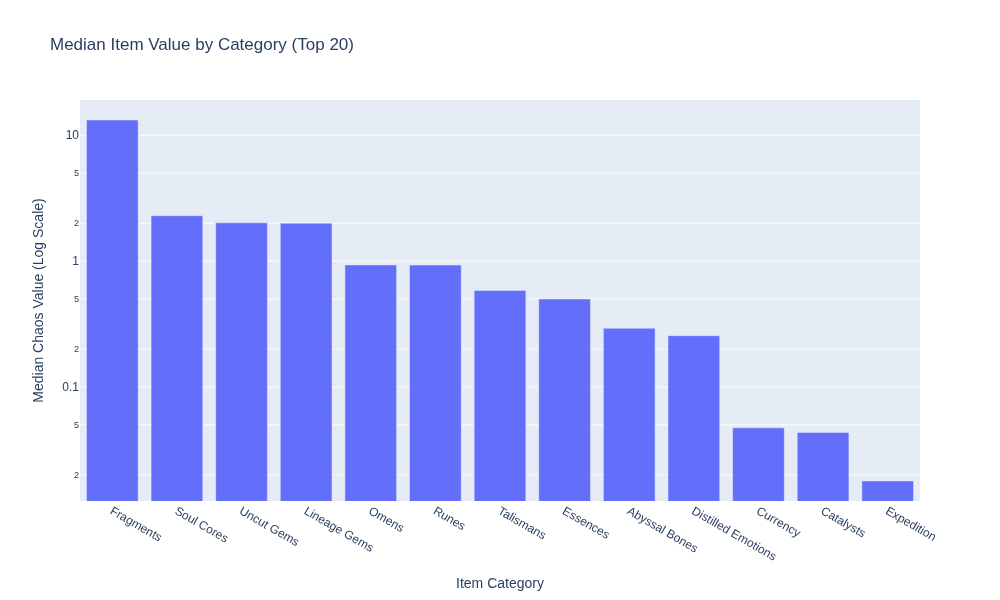 Median Item Value by Category (Top 20)
Median Chaos Value (Log Scale)
10
5
2
1
5
2
0.1
5
2
Fragments
Soul Cores
Uncut Gems
Lineage Gems
Omens
Runes
Talismans
Essences
Abyssal Bones
Distilled Emotions
Currency
Catalysts
Expedition
Item Category